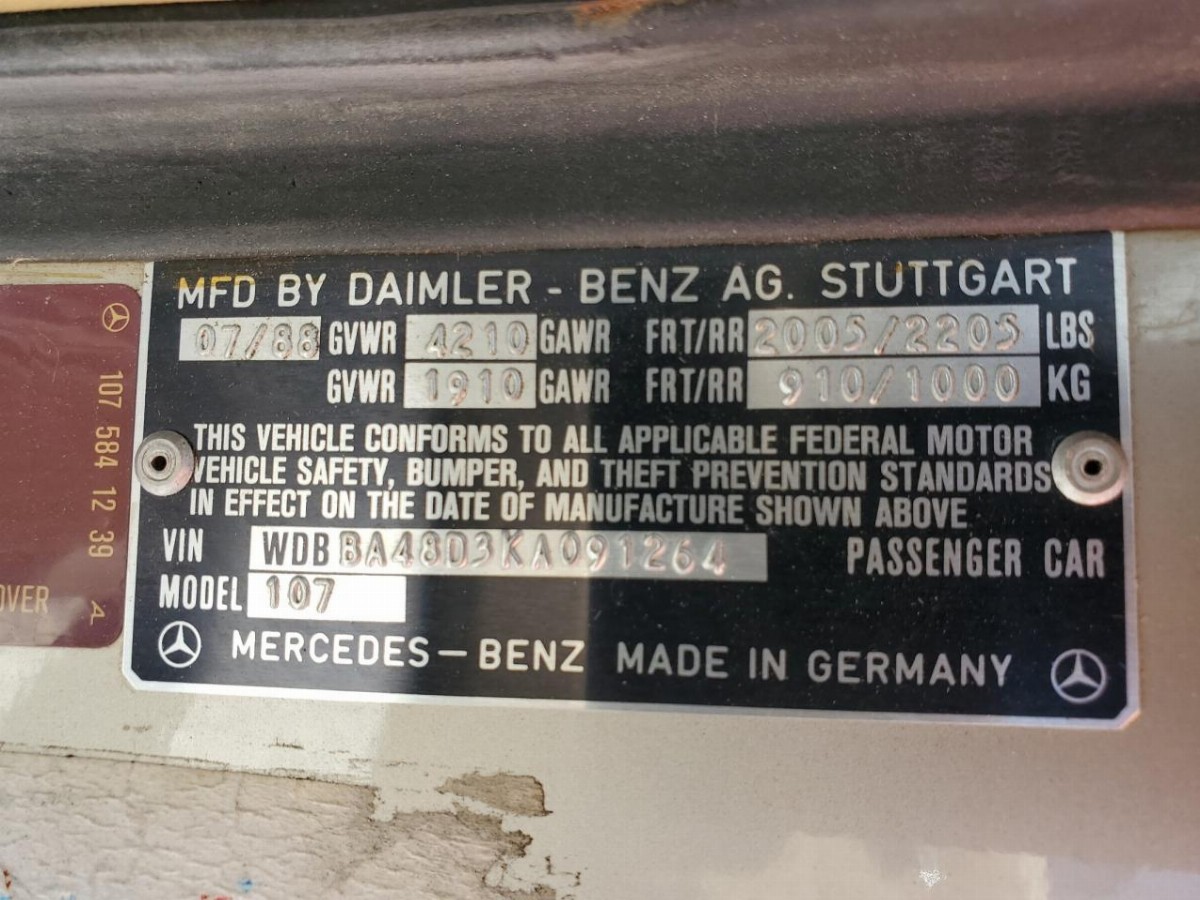 MFD BY DAIMLER - BENZ AG. STUTTGART
07/88 GVWR 4210 GAWR FRT/RR 2005/2205 LBS
GVWR 1910 GAWR FRT/RR 910/1000 KG
THIS VEHICLE CONFORMS TO ALL APPLICABLE FEDERAL MOTOR
VEHICLE SAFETY, BUMPER, AND THEFT PREVENTION STANDARDS
IN EFFECT ON THE DATE OF MANUFACTURE SHOWN ABOVE
VIN WDBBA48D3KA091264 PASSENGER CAR
MODEL 107
MERCEDES - BENZ MADE IN GERMANY
107 584 12 39